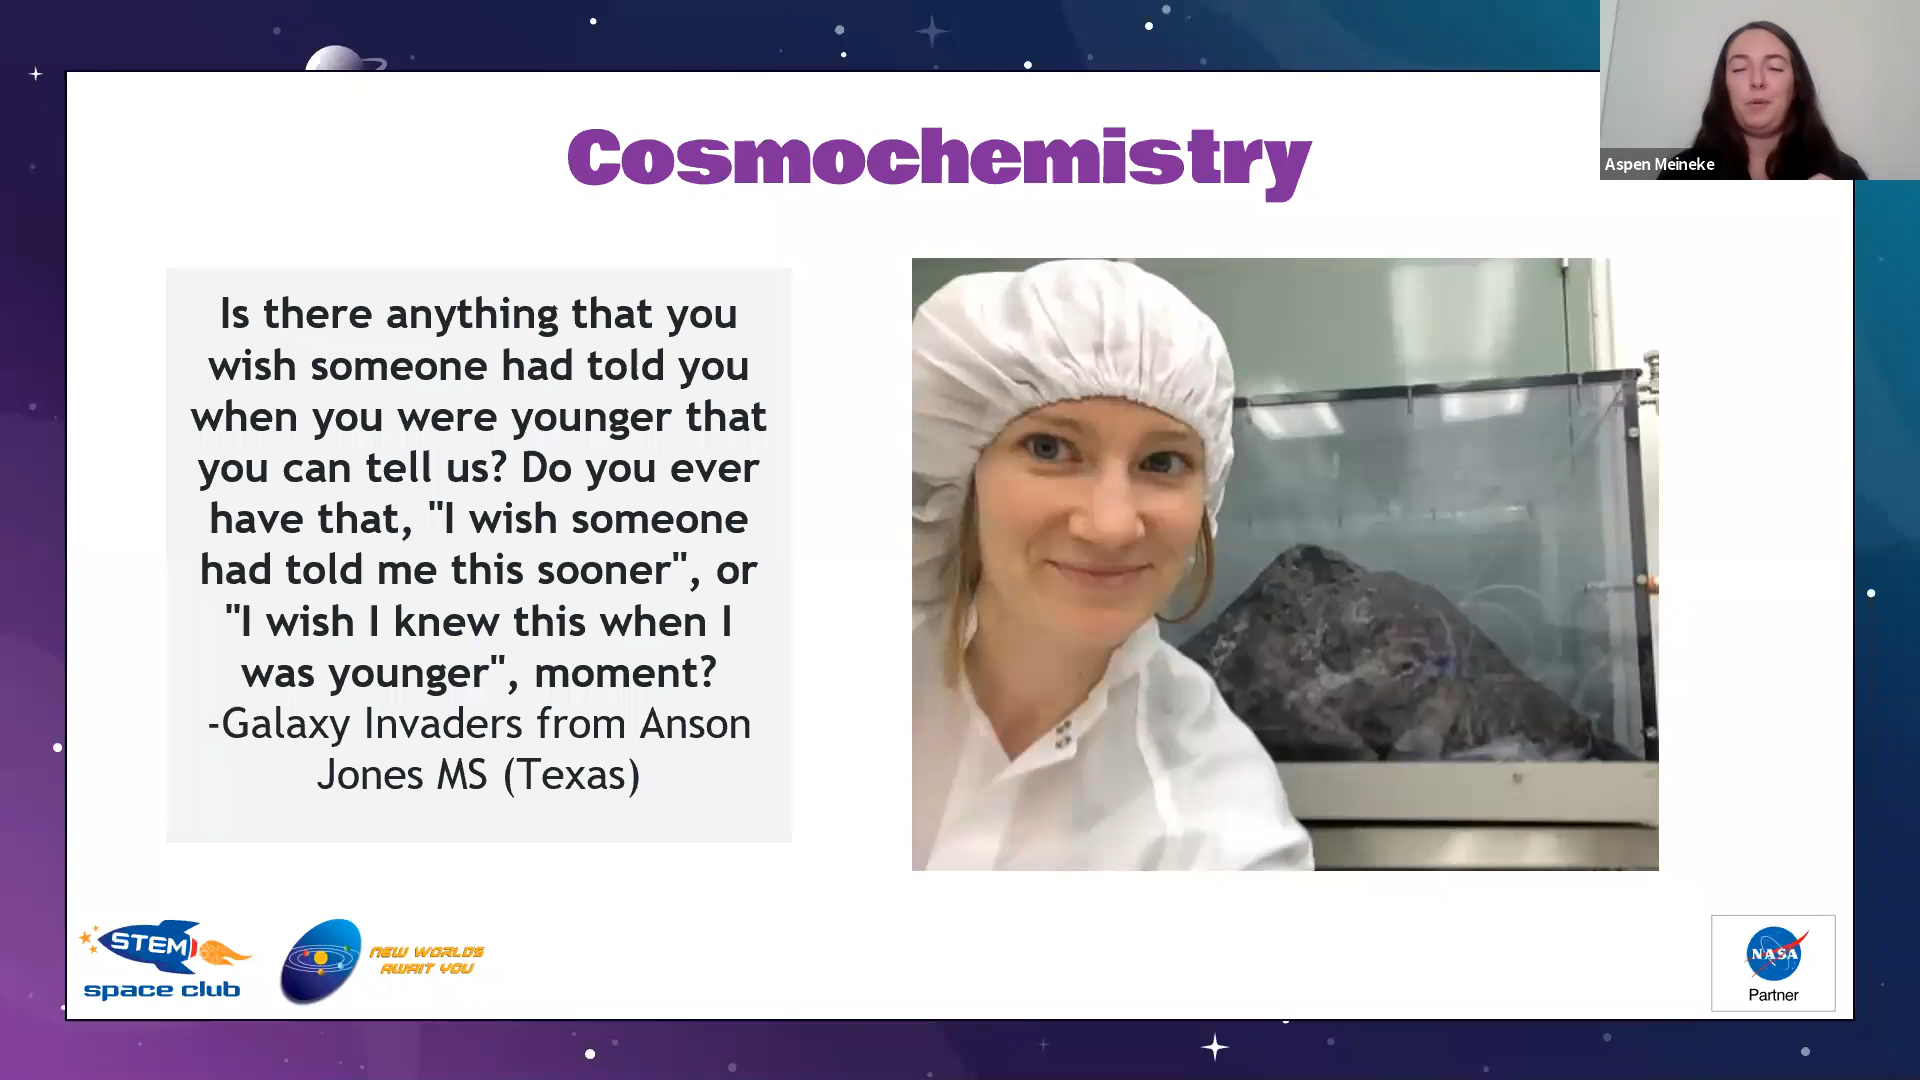 Cosmochemistry
Aspen Meineke
Is there anything that you
wish someone had told you
when you were younger that
you can tell us? Do you ever
have that, "I wish someone
had told me this sooner", or
"I wish I knew this when I
was younger", moment?
-Galaxy Invaders from Anson
Jones MS (Texas)
STEM
space club
NEW WORLDS
AWAIT YOU
NASA
Partner